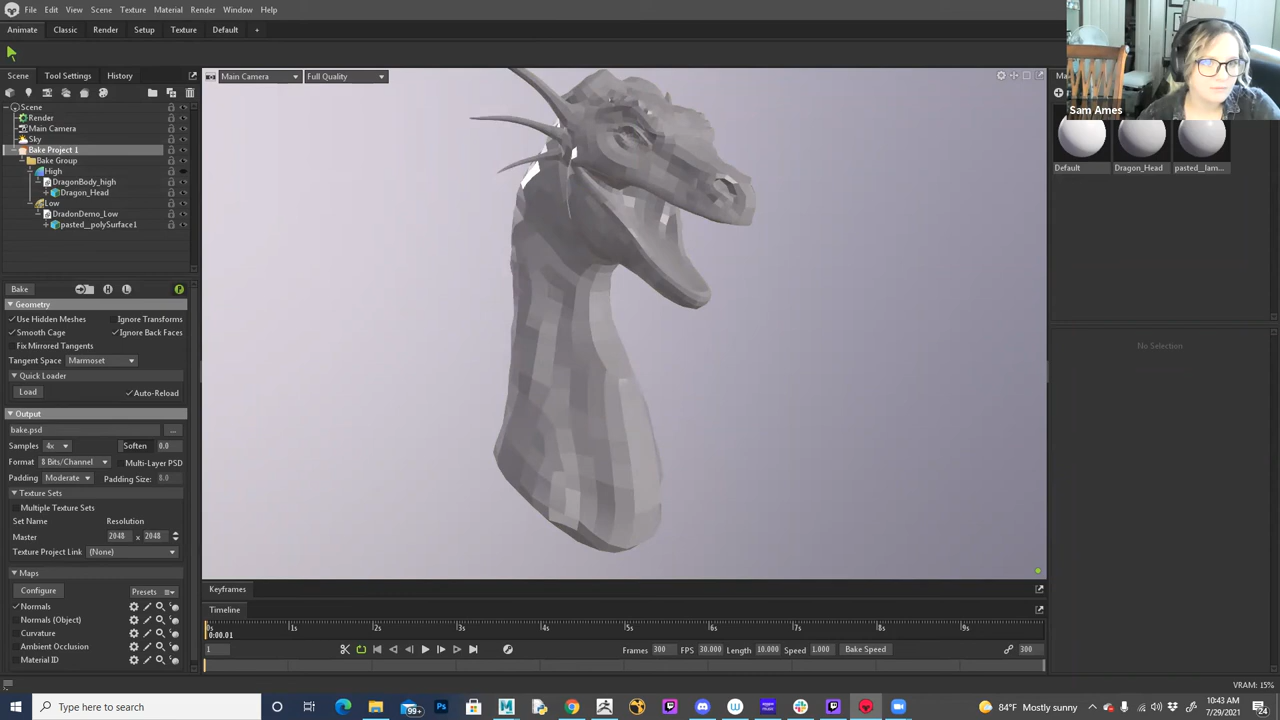 File Edit View Scene Texture Material Render Window Help
Animate Classic Render Setup Texture Default +
Scene Tool Settings History
Main Camera Full Quality
Sam Ames
Scene
Render
Main Camera
Sky
Bake Project 1
Bake Group
High
DragonBody_high
Dragon_Head
Low
DradonDemo_Low
pasted__polySurface1
Default Dragon_Head pasted__lam...
Bake H L P
Geometry
Use Hidden Meshes Ignore Transforms
Smooth Cage Ignore Back Faces
Fix Mirrored Tangents
Tangent Space Marmoset
Quick Loader
Load Auto-Reload
Output
bake.psd ...
Samples 4x Soften 0.0
Format 8 Bits/Channel Multi-Layer PSD
Padding Moderate Padding Size: 8.0
Texture Sets
Multiple Texture Sets
Set Name Resolution
Master 2048 x 2048
Texture Project Link (None)
Maps
Configure Presets
Normals
Normals (Object)
Curvature
Ambient Occlusion
Material ID
No Selection
Keyframes
Timeline
0s 1s 2s 3s 4s 5s 6s 7s 8s 9s
0:00.01
1 Frames 300 FPS 30.000 Length 10.000 Speed 1.000 Bake Speed 300
VRAM: 15%
Type here to search 99+ 84°F Mostly sunny 10:43 AM
7/29/2021